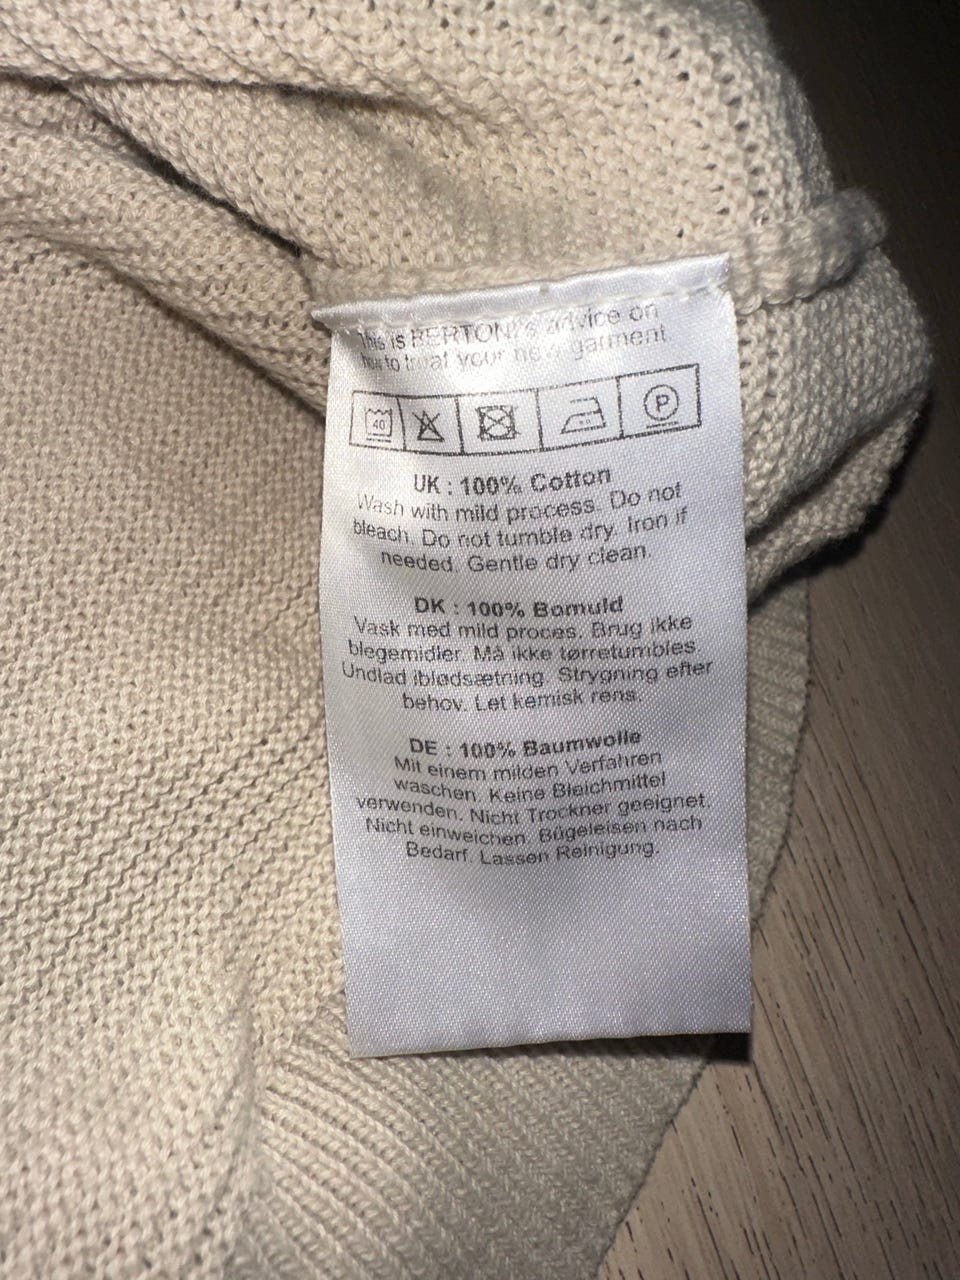 This is BERTONI's advice on
how to treat your new garment.
40 P
UK : 100% Cotton
Wash with mild process. Do not
bleach. Do not tumble dry. Iron if
needed. Gentle dry clean.
DK : 100% Bomuld
Vask med mild proces. Brug ikke
blegemidler. Må ikke tørretumbles.
Undlad iblødsætning. Strygning efter
behov. Let kemisk rens.
DE : 100% Baumwolle
Mit einem milden Verfahren
waschen. Keine Bleichmittel
verwenden. Nicht Trockner geeignet.
Nicht einweichen. Bügeleisen nach
Bedarf. Lassen Reinigung.